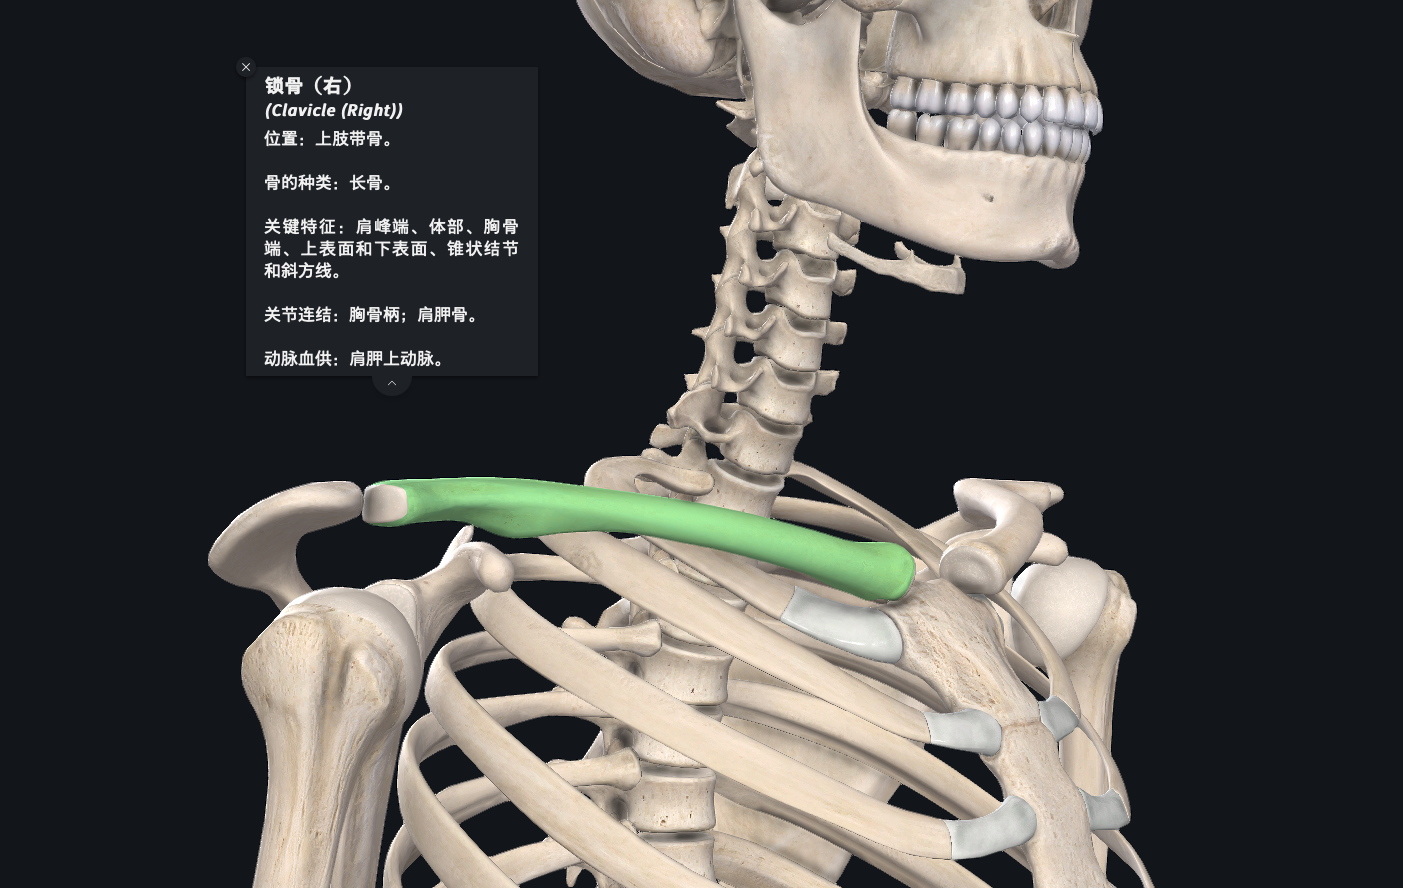 锁骨（右）
(Clavicle (Right))
位置：上肢带骨。
骨的种类：长骨。
关键特征：肩峰端、体部、胸骨
端、上表面和下表面、锥状结节
和斜方线。
关节连结：胸骨柄；肩胛骨。
动脉血供：肩胛上动脉。